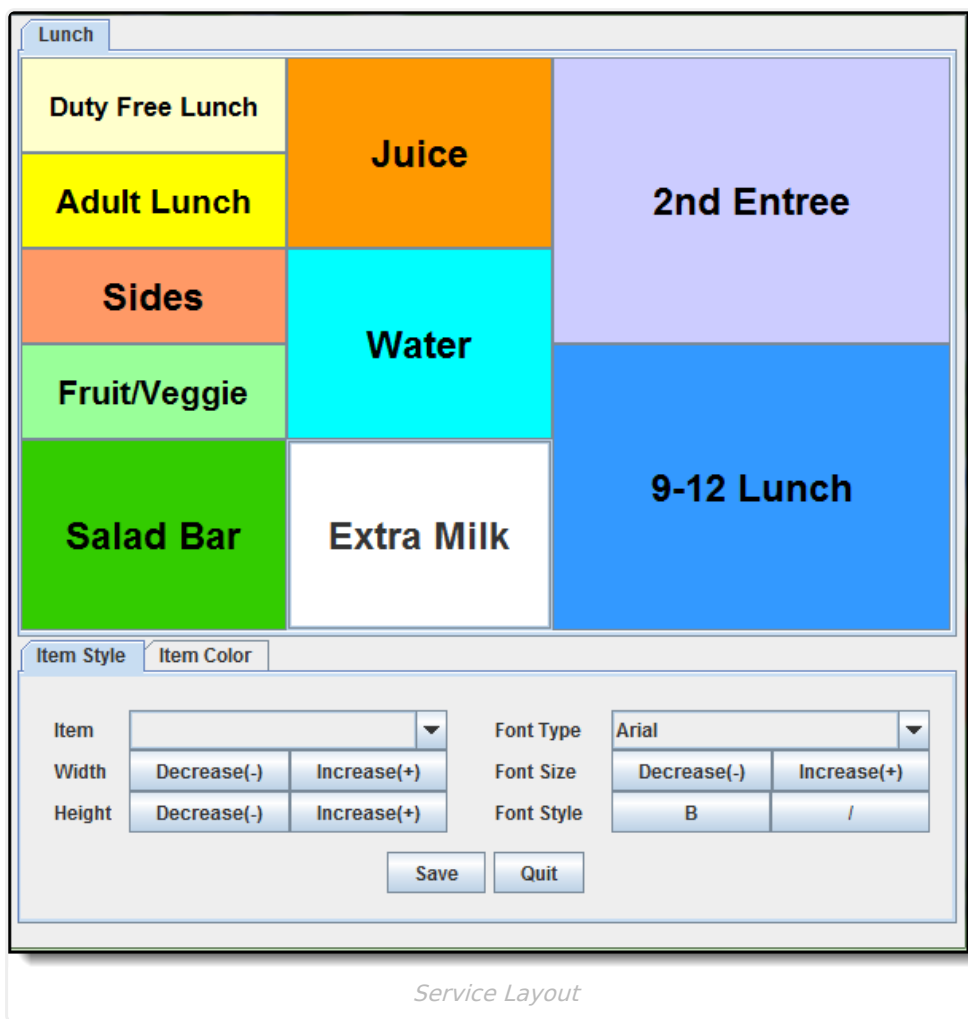 Lunch
Duty Free Lunch
Juice
2nd Entree
Adult Lunch
Sides
Water
Fruit/Veggie
9-12 Lunch
Salad Bar
Extra Milk
Item Style Item Color
Item Font Type Arial
Width Decrease(-) Increase(+) Font Size Decrease(-) Increase(+)
Height Decrease(-) Increase(+) Font Style B /
Save Quit
Service Layout